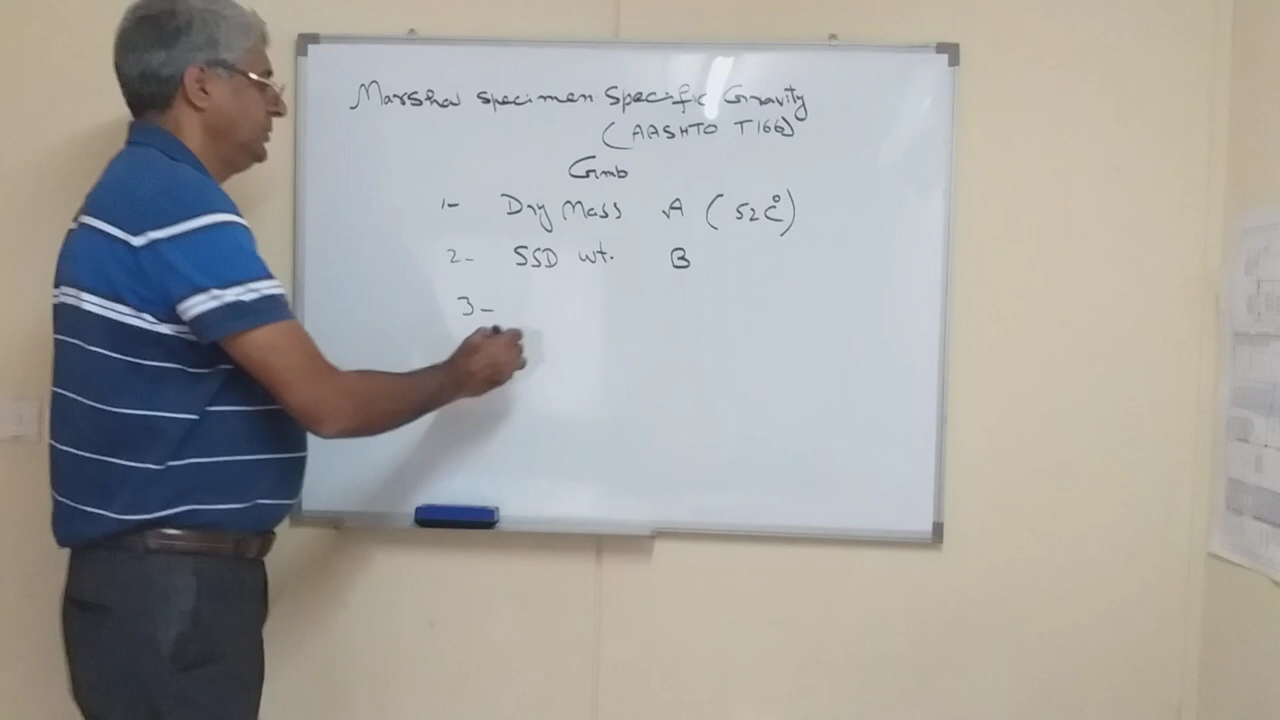 Marshal specimen Specific Gravity
(AASHTO T166)
Gmb
1- Dry Mass A (52 C°)
2- SSD wt. B
3-